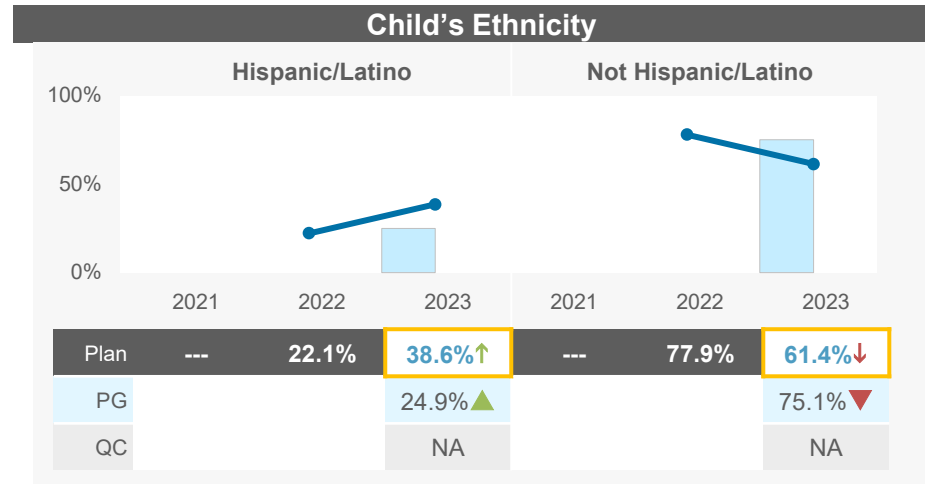 Child’s Ethnicity
Hispanic/Latino Not Hispanic/Latino
100%
50%
0%
2021 2022 2023 2021 2022 2023
Plan --- 22.1% 38.6%↑ --- 77.9% 61.4%↓
PG 24.9%▲ 75.1%▼
QC NA NA